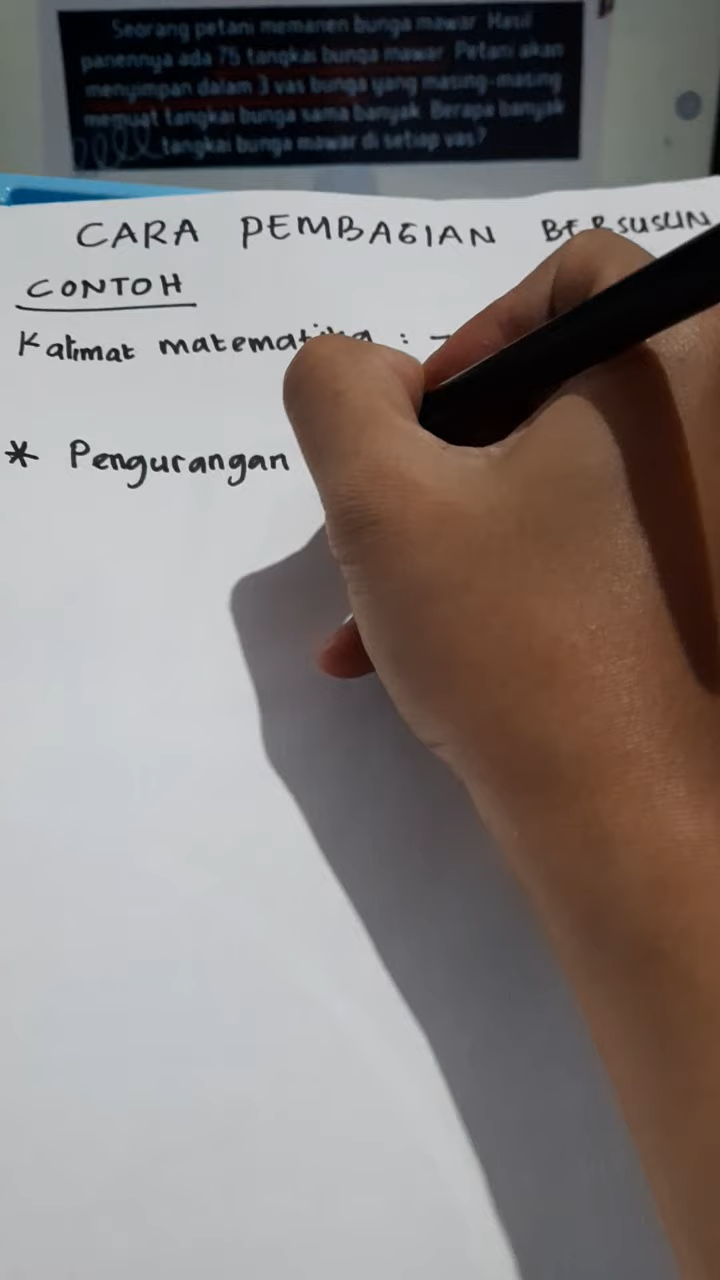 Seorang petani memanen bunga mawar. Hasil
panennya ada 75 tangkai bunga mawar. Petani akan
menyimpan dalam 3 vas bunga yang masing-masing
memuat tangkai bunga sama banyak. Berapa banyak
tangkai bunga mawar di setiap vas?
CARA PEMBAGIAN BERSUSUN
CONTOH
Kalimat matematika : -
* Pengurangan